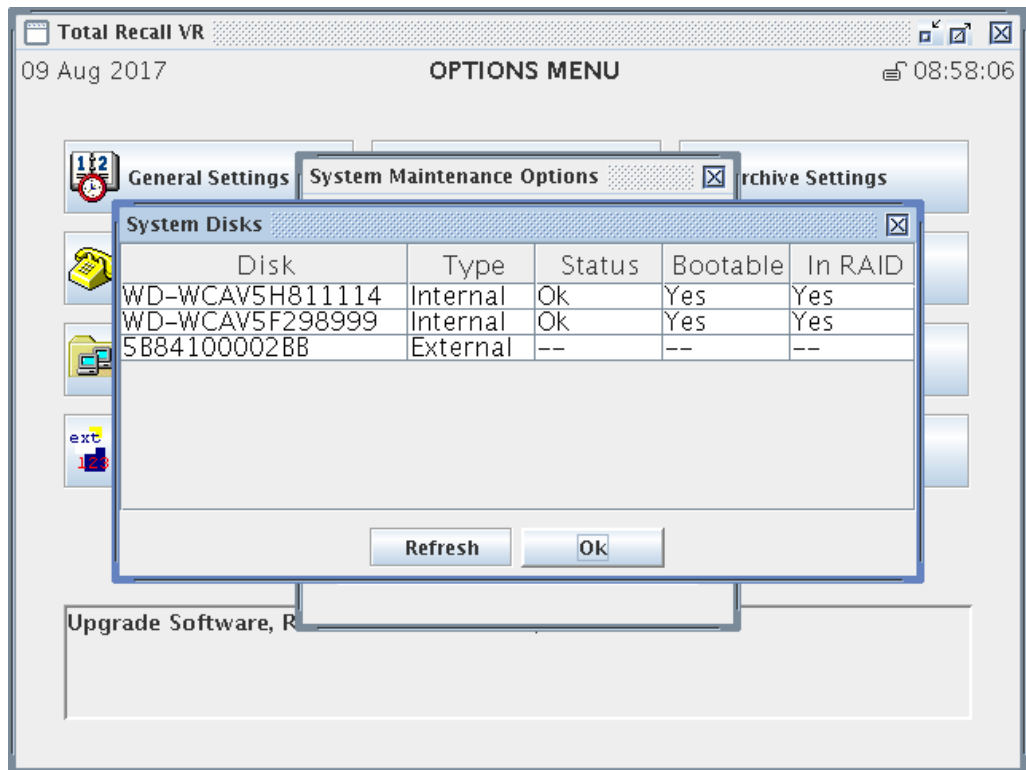 Total Recall VR
09 Aug 2017 OPTIONS MENU 08:58:06
General Settings System Maintenance Options rchive Settings
System Disks
Disk Type Status Bootable In RAID
WD-WCAV5H811114 Internal Ok Yes Yes
WD-WCAV5F298999 Internal Ok Yes Yes
5B84100002BB External -- -- --
ext
123
Refresh Ok
Upgrade Software, R